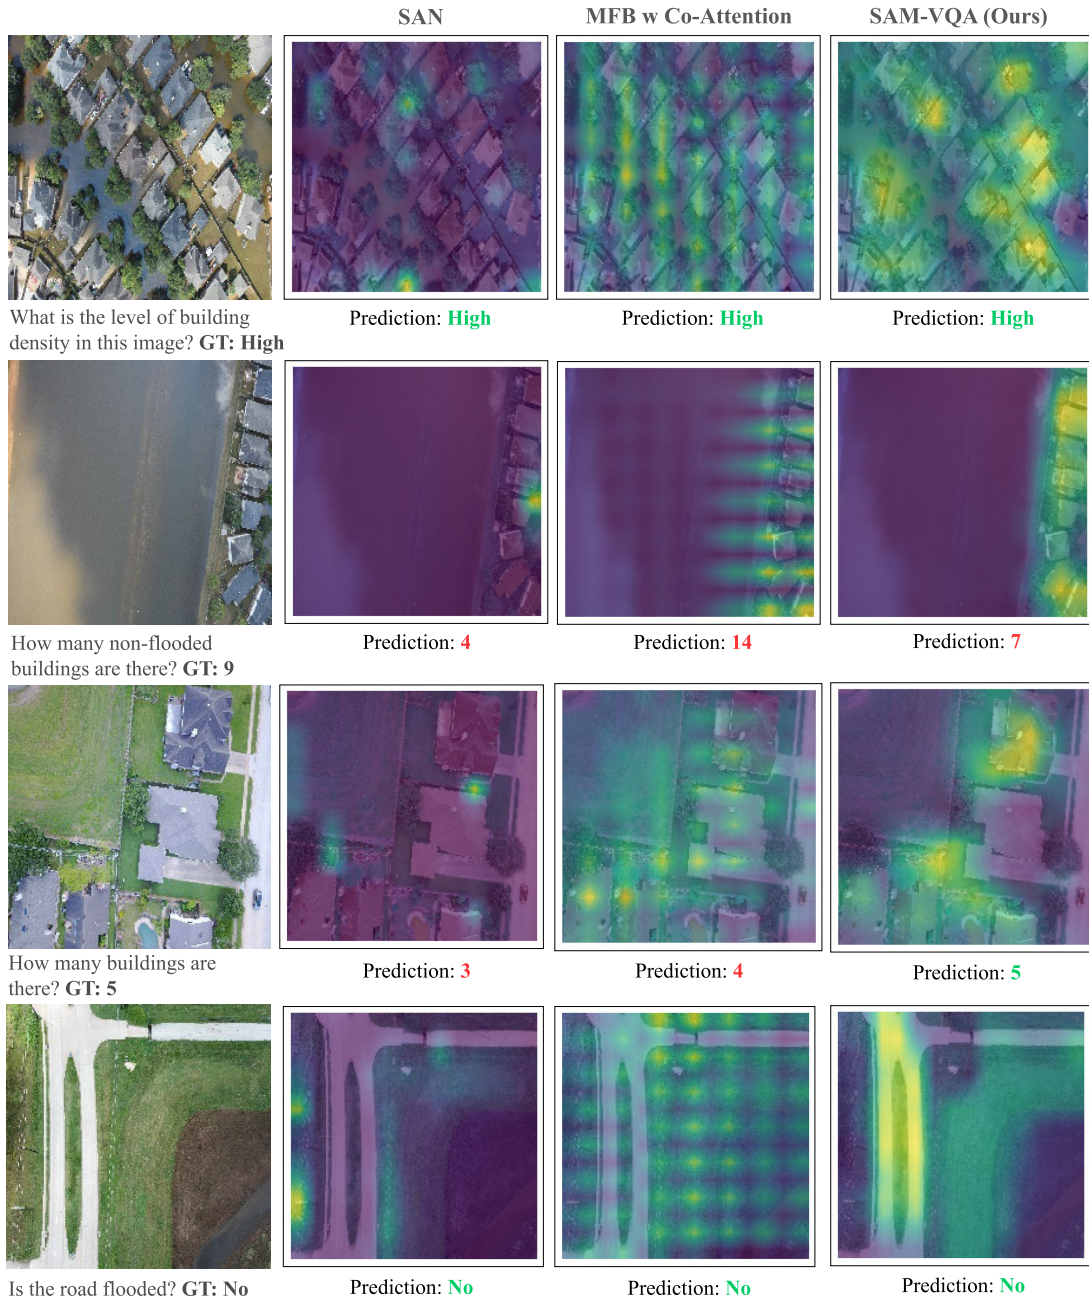 SAN
MFB w Co-Attention
SAM-VQA (Ours)
What is the level of building
density in this image? GT: High
Prediction: High
Prediction: High
Prediction: High
How many non-flooded
buildings are there? GT: 9
Prediction: 4
Prediction: 14
Prediction: 7
How many buildings are
there? GT: 5
Prediction: 3
Prediction: 4
Prediction: 5
Is the road flooded? GT: No
Prediction: No
Prediction: No
Prediction: No